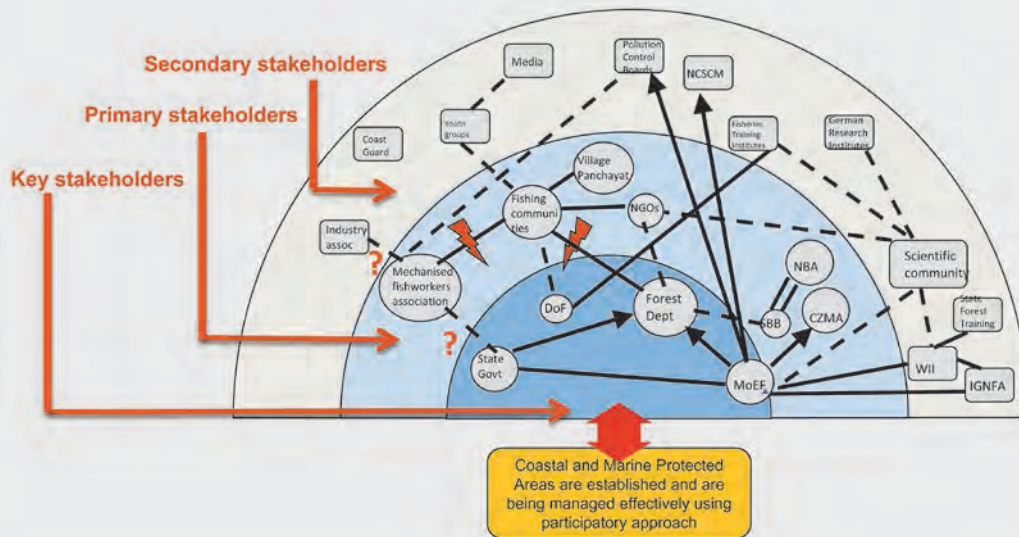 Secondary stakeholders
Primary stakeholders
Key stakeholders
Media
Pollution
Control
Boards
NCSCM
Youth
groups
Coast
Guard
Fisheries
Training
Institutes
German
Research
Institutes
Village
Panchayat
Fishing
communi
ties
NGOs
Industry
assoc
?
Mechanised
fishworkers
association
Scientific
community
NBA
DoF
Forest
Dept
SBB
CZMA
State Forest
Training
?
State
Govt
MoEF
WII
IGNFA
Coastal and Marine Protected
Areas are established and are
being managed effectively using
participatory approach